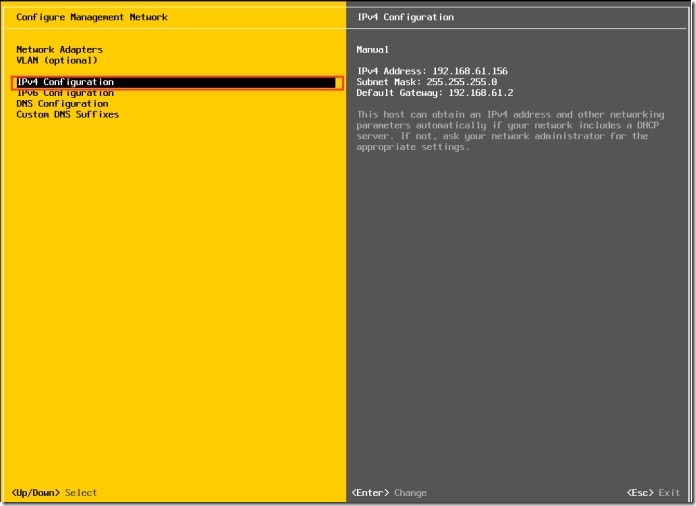 Configure Management Network
Network Adapters
VLAN (optional)
IPv4 Configuration
IPv6 Configuration
DNS Configuration
Custom DNS Suffixes
IPv4 Configuration
Manual
IPv4 Address: 192.168.61.156
Subnet Mask: 255.255.255.0
Default Gateway: 192.168.61.2
This host can obtain an IPv4 address and other networking
parameters automatically if your network includes a DHCP
server. If not, ask your network administrator for the
appropriate settings.
<Up/Down> Select
<Enter> Change
<Esc> Exit